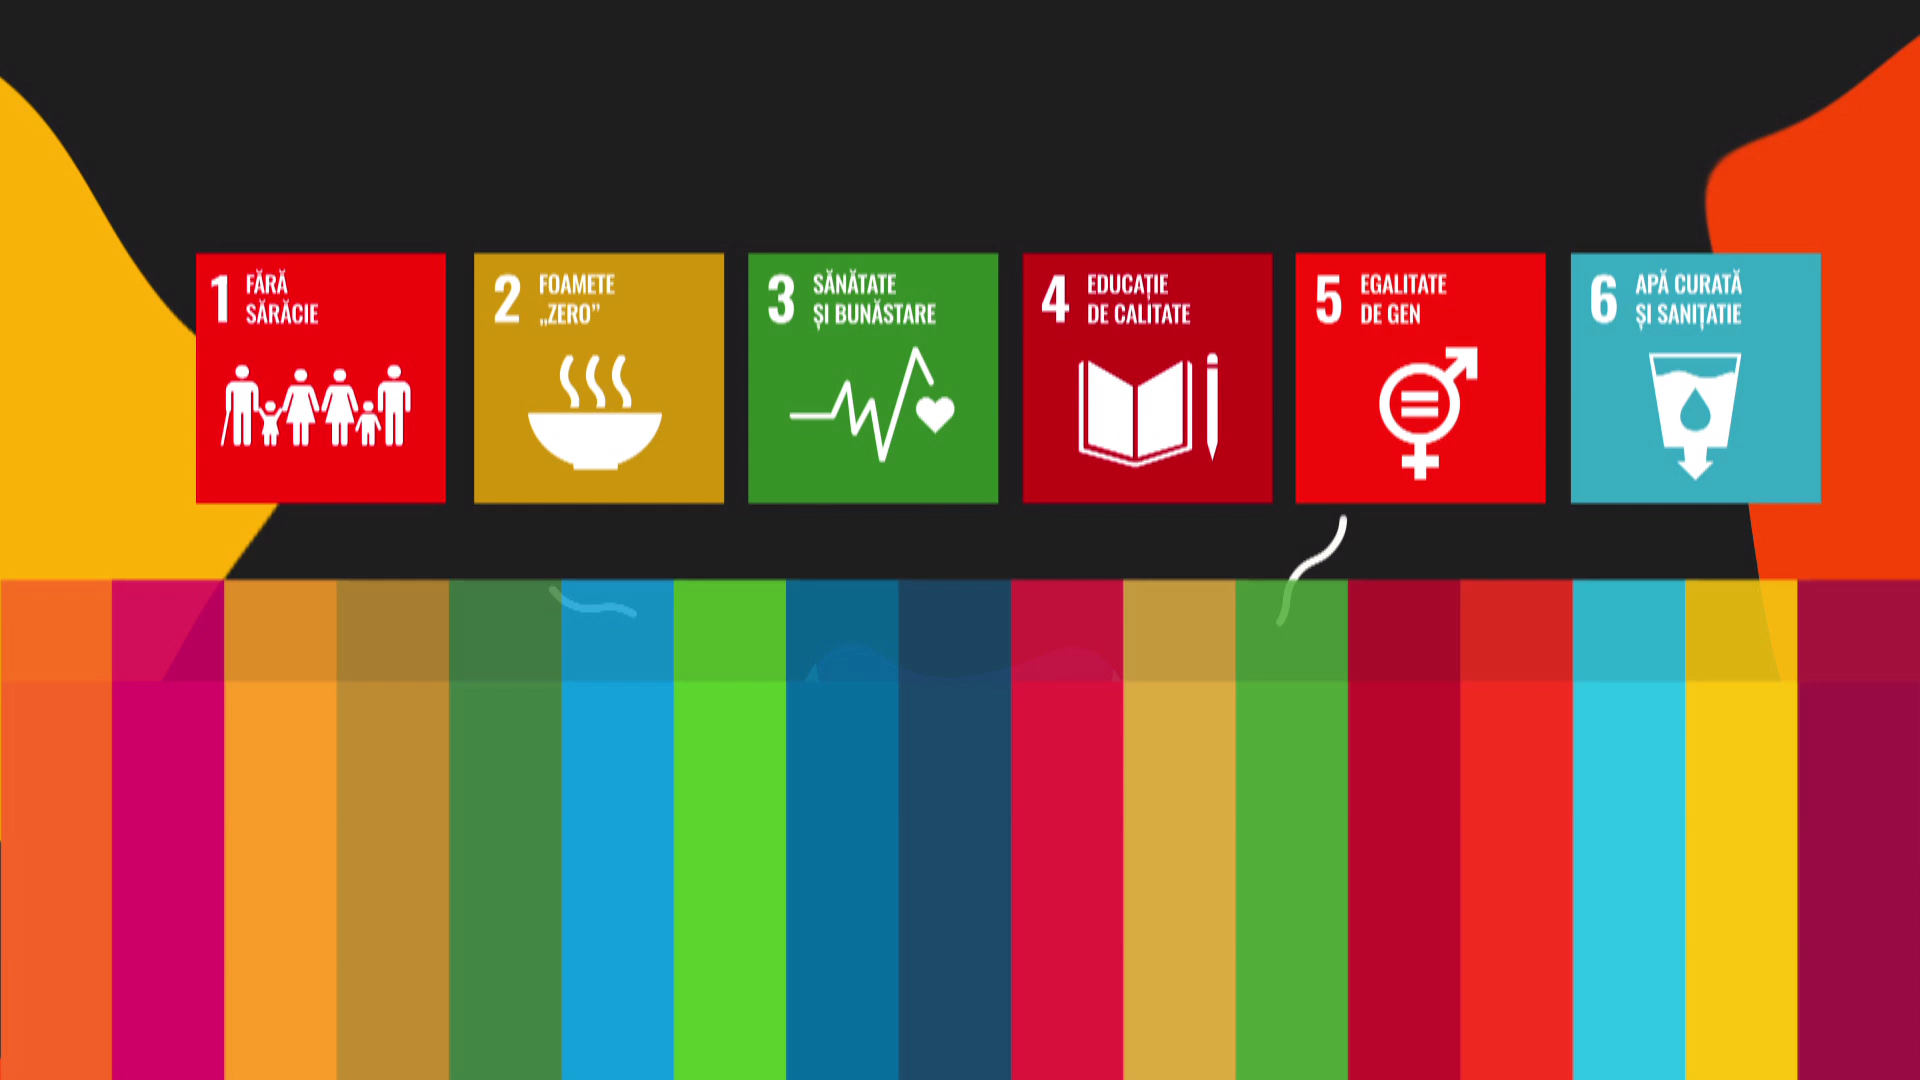 1 FĂRĂ
SĂRĂCIE
2 FOAMETE
„ZERO”
3 SĂNĂTATE
ȘI BUNĂSTARE
4 EDUCAȚIE
DE CALITATE
5 EGALITATE
DE GEN
6 APĂ CURATĂ
ȘI SANIȚATIE